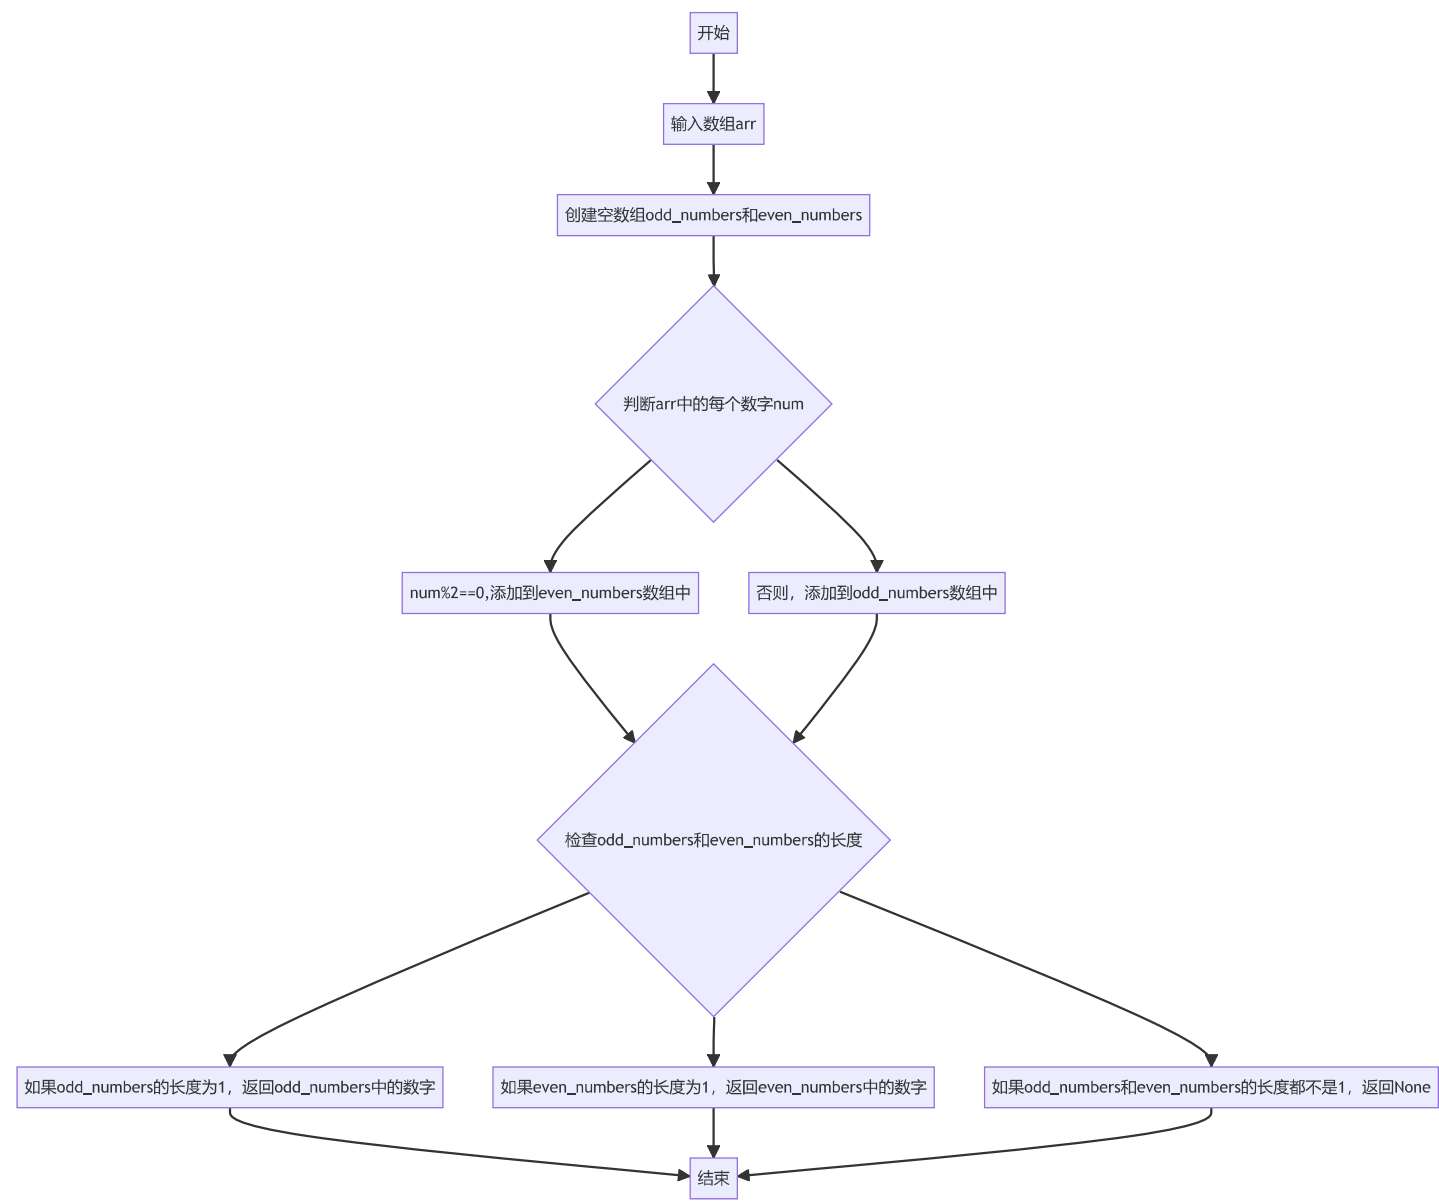 开始
输入数组arr
创建空数组odd_numbers和even_numbers
判断arr中的每个数字num
num%2==0,添加到even_numbers数组中
否则，添加到odd_numbers数组中
检查odd_numbers和even_numbers的长度
如果odd_numbers的长度为1，返回odd_numbers中的数字
如果even_numbers的长度为1，返回even_numbers中的数字
如果odd_numbers和even_numbers的长度都不是1，返回None
结束